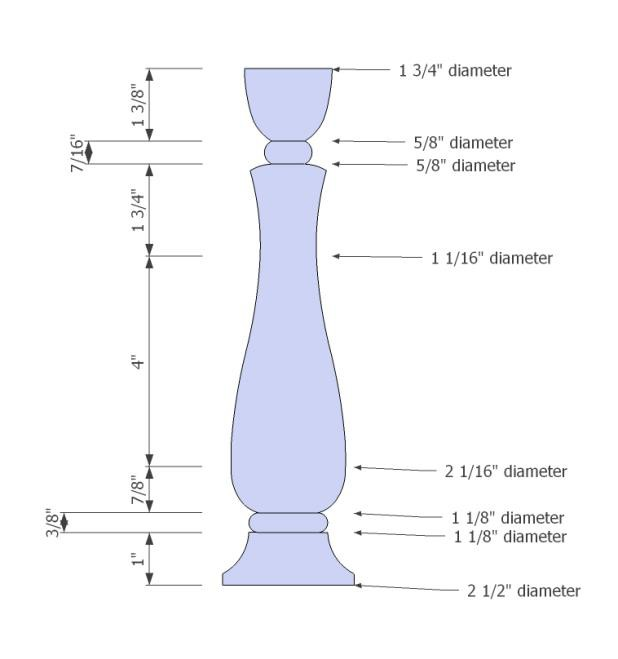 1 3/4" diameter
1 3/8"
7/16"
5/8" diameter
5/8" diameter
1 3/4"
1 1/16" diameter
4"
2 1/16" diameter
7/8"
3/8"
1 1/8" diameter
1 1/8" diameter
1"
2 1/2" diameter